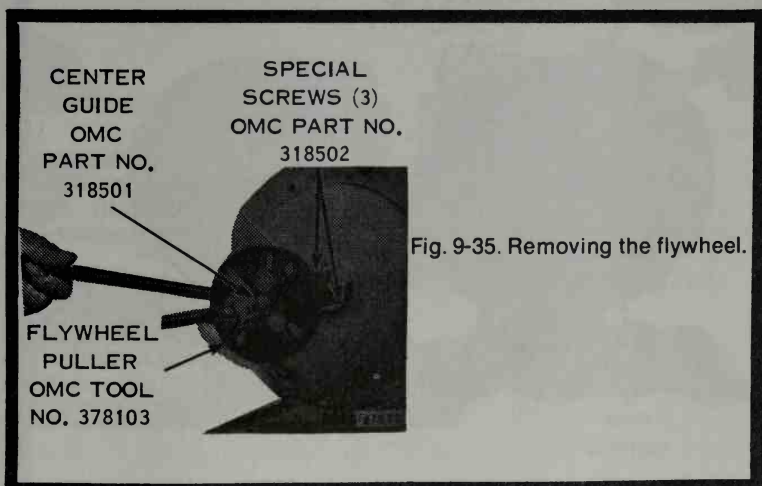 CENTER
GUIDE
OMC
PART NO.
318501
SPECIAL
SCREWS (3)
OMC PART NO.
318502
FLYWHEEL
PULLER
OMC TOOL
NO. 378103
Fig. 9-35. Removing the flywheel.